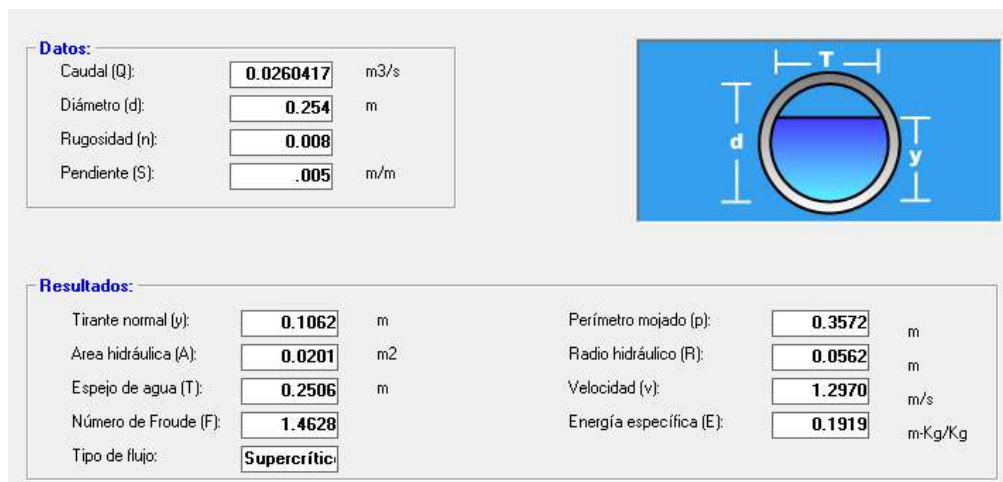 Datos:
Caudal (Q): 0.0260417 m3/s
Diámetro (d): 0.254 m
Rugosidad (n): 0.008
Pendiente (S): .005 m/m
T
d
y
Resultados:
Tirante normal (y): 0.1062 m Perímetro mojado (p): 0.3572 m
Area hidráulica (A): 0.0201 m2 Radio hidráulico (R): 0.0562 m
Espejo de agua (T): 0.2506 m Velocidad (v): 1.2970 m/s
Número de Froude (F): 1.4628 Energía específica (E): 0.1919 m-Kg/Kg
Tipo de flujo: Supercrític